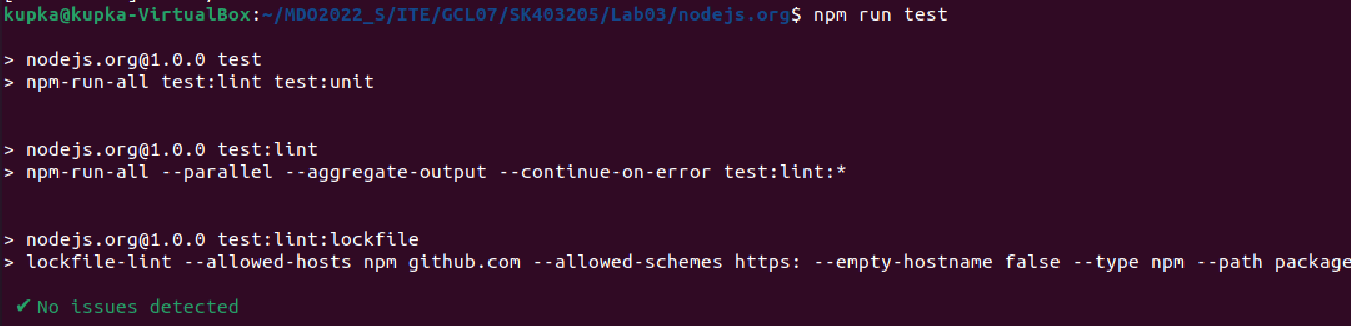 kupka@kupka-VirtualBox:~/MDO2022_S/ITE/GCL07/SK403205/Lab03/nodejs.org$ npm run test
> nodejs.org@1.0.0 test
> npm-run-all test:lint test:unit
> nodejs.org@1.0.0 test:lint
> npm-run-all --parallel --aggregate-output --continue-on-error test:lint:*
> nodejs.org@1.0.0 test:lint:lockfile
> lockfile-lint --allowed-hosts npm github.com --allowed-schemes https: --empty-hostname false --type npm --path package
✔ No issues detected